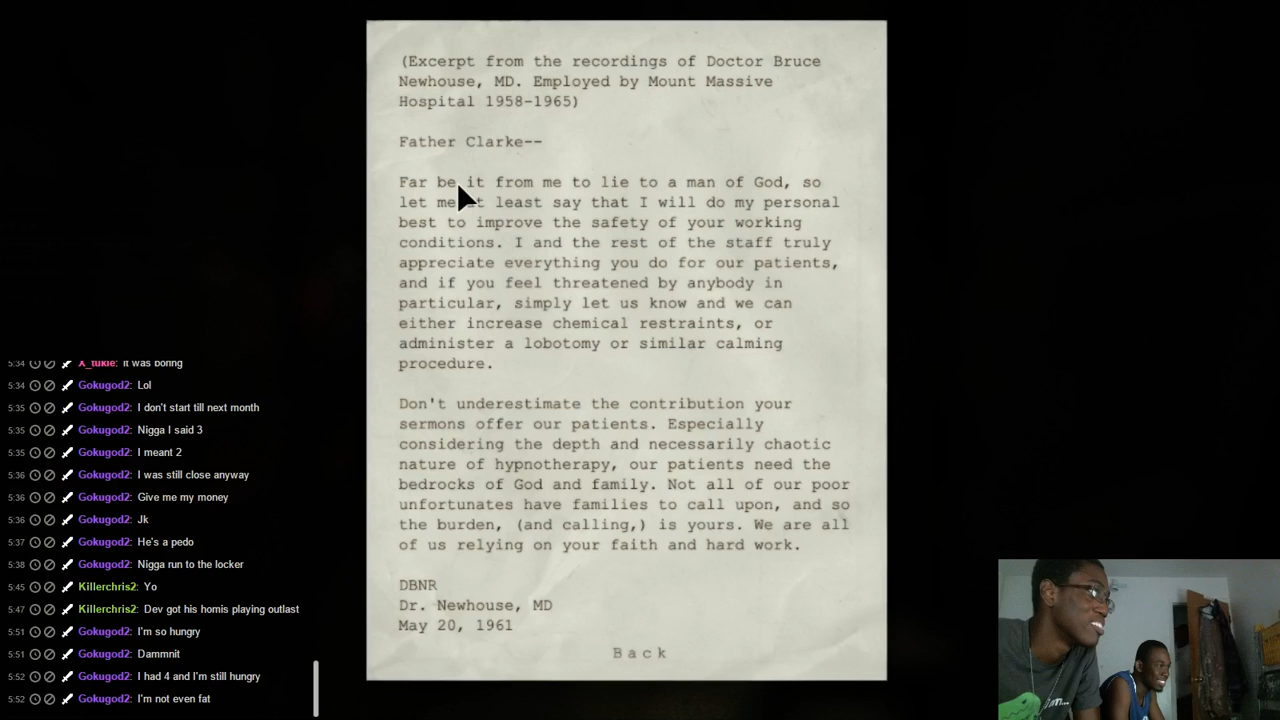 (Excerpt from the recordings of Doctor Bruce
Newhouse, MD. Employed by Mount Massive
Hospital 1958-1965)
Father Clarke--
Far be it from me to lie to a man of God, so
let me at least say that I will do my personal
best to improve the safety of your working
conditions. I and the rest of the staff truly
appreciate everything you do for our patients,
and if you feel threatened by anybody in
particular, simply let us know and we can
either increase chemical restraints, or
administer a lobotomy or similar calming
procedure.
Don't underestimate the contribution your
sermons offer our patients. Especially
considering the depth and necessarily chaotic
nature of hypnotherapy, our patients need the
bedrocks of God and family. Not all of our poor
unfortunates have families to call upon, and so
the burden, (and calling,) is yours. We are all
of us relying on your faith and hard work.
DBNR
Dr. Newhouse, MD
May 20, 1961
Back
5:34 X_tukie: it was boring
5:34 Gokugod2: Lol
5:35 Gokugod2: I don't start till next month
5:35 Gokugod2: Nigga I said 3
5:35 Gokugod2: I meant 2
5:36 Gokugod2: I was still close anyway
5:36 Gokugod2: Give me my money
5:36 Gokugod2: Jk
5:37 Gokugod2: He's a pedo
5:38 Gokugod2: Nigga run to the locker
5:45 Killerchris2: Yo
5:47 Killerchris2: Dev got his homis playing outlast
5:51 Gokugod2: I'm so hungry
5:51 Gokugod2: Dammnit
5:52 Gokugod2: I had 4 and I'm still hungry
5:52 Gokugod2: I'm not even fat